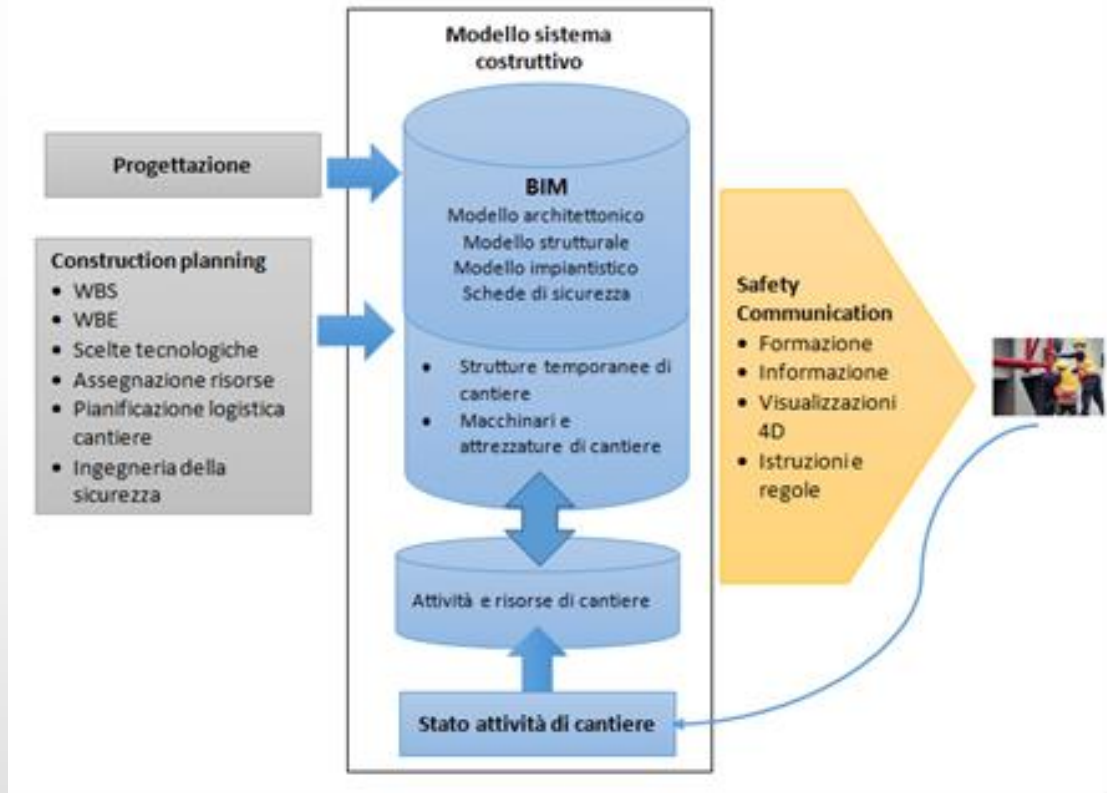 Modello sistema
costruttivo
Progettazione
BIM
Modello architettonico
Modello strutturale
Modello impiantistico
Schede di sicurezza
Construction planning
• WBS
• WBE
• Scelte tecnologiche
• Assegnazione risorse
• Pianificazione logistica
cantiere
• Ingegneria della
sicurezza
• Strutture temporanee di
cantiere
• Macchinari e
attrezzature di cantiere
Safety
Communication
• Formazione
• Informazione
• Visualizzazioni
4D
• Istruzioni e
regole
Attività e risorse di cantiere
Stato attività di cantiere